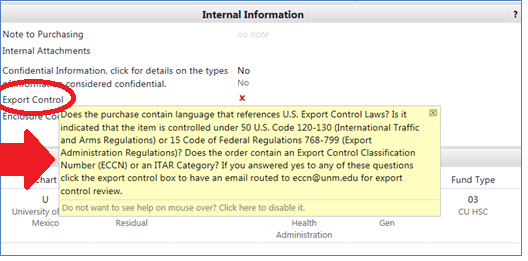 Internal Information ?
Note to Purchasing no note
Internal Attachments
Confidential Information, click for details on the types No
of information considered confidential. No
Export Control x
Does the purchase contain language that references U.S. Export Control Laws? Is it
indicated that the item is controlled under 50 U.S. Code 120-130 (International Traffic
and Arms Regulations) or 15 Code of Federal Regulations 768-799 (Export
Administration Regulations)? Does the order contain an Export Control Classification
Number (ECCN) or an ITAR Category? If you answered yes to any of these questions
click the export control box to have an email routed to eccn@unm.edu for export
control review.
Do not want to see help on mouse over? Click here to disable it.
Enclosure Co
Chart Fund Type
U 03
University of Residual Health Gen CU HSC
Mexico Administration